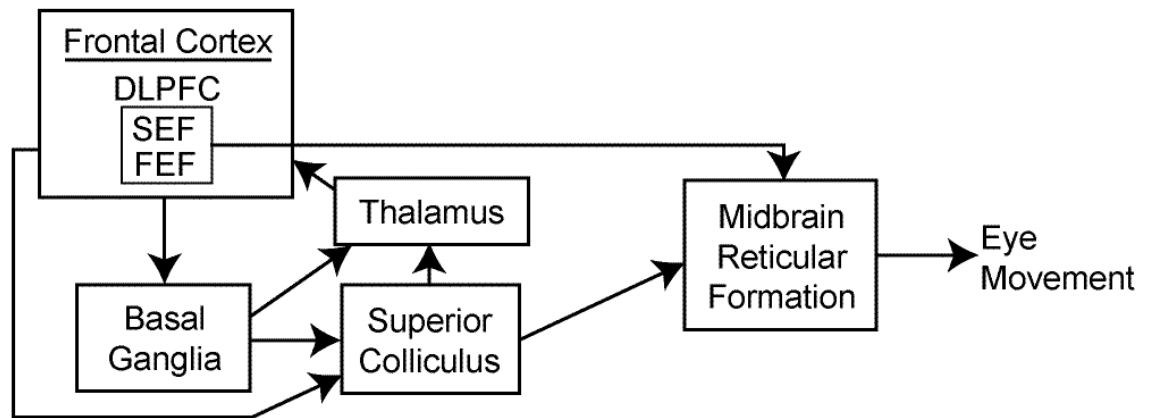 Frontal Cortex
DLPFC
SEF
FEF
Thalamus
Basal
Ganglia
Superior
Colliculus
Midbrain
Reticular
Formation
Eye
Movement